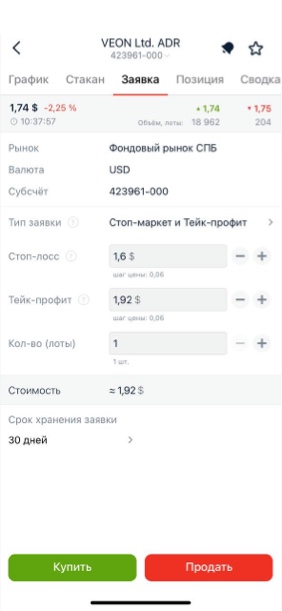 VEON Ltd. ADR
423961-000
График Стакан Заявка Позиция Сводка
1,74 $ -2,25 % 1,74 1,75
10:37:57 Объём, лоты: 18 962 204
Рынок Фондовый рынок СПБ
Валюта USD
Субсчёт 423961-000
Тип заявки ? Стоп-маркет и Тейк-профит
Стоп-лосс ? 1,6 $ − +
шаг цены: 0,06
Тейк-профит ? 1,92 $ − +
шаг цены: 0,06
Кол-во (лоты) 1 − +
1 шт.
Стоимость ≈ 1,92 $
Срок хранения заявки
30 дней
Купить Продать